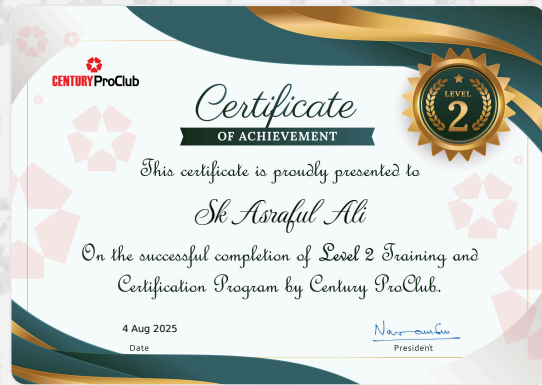 CENTURY ProClub
Certificate
OF ACHIEVEMENT
LEVEL
2
This certificate is proudly presented to
Sk Asraful Ali
On the successful completion of Level 2 Training and
Certification Program by Century ProClub.
4 Aug 2025
Date
President